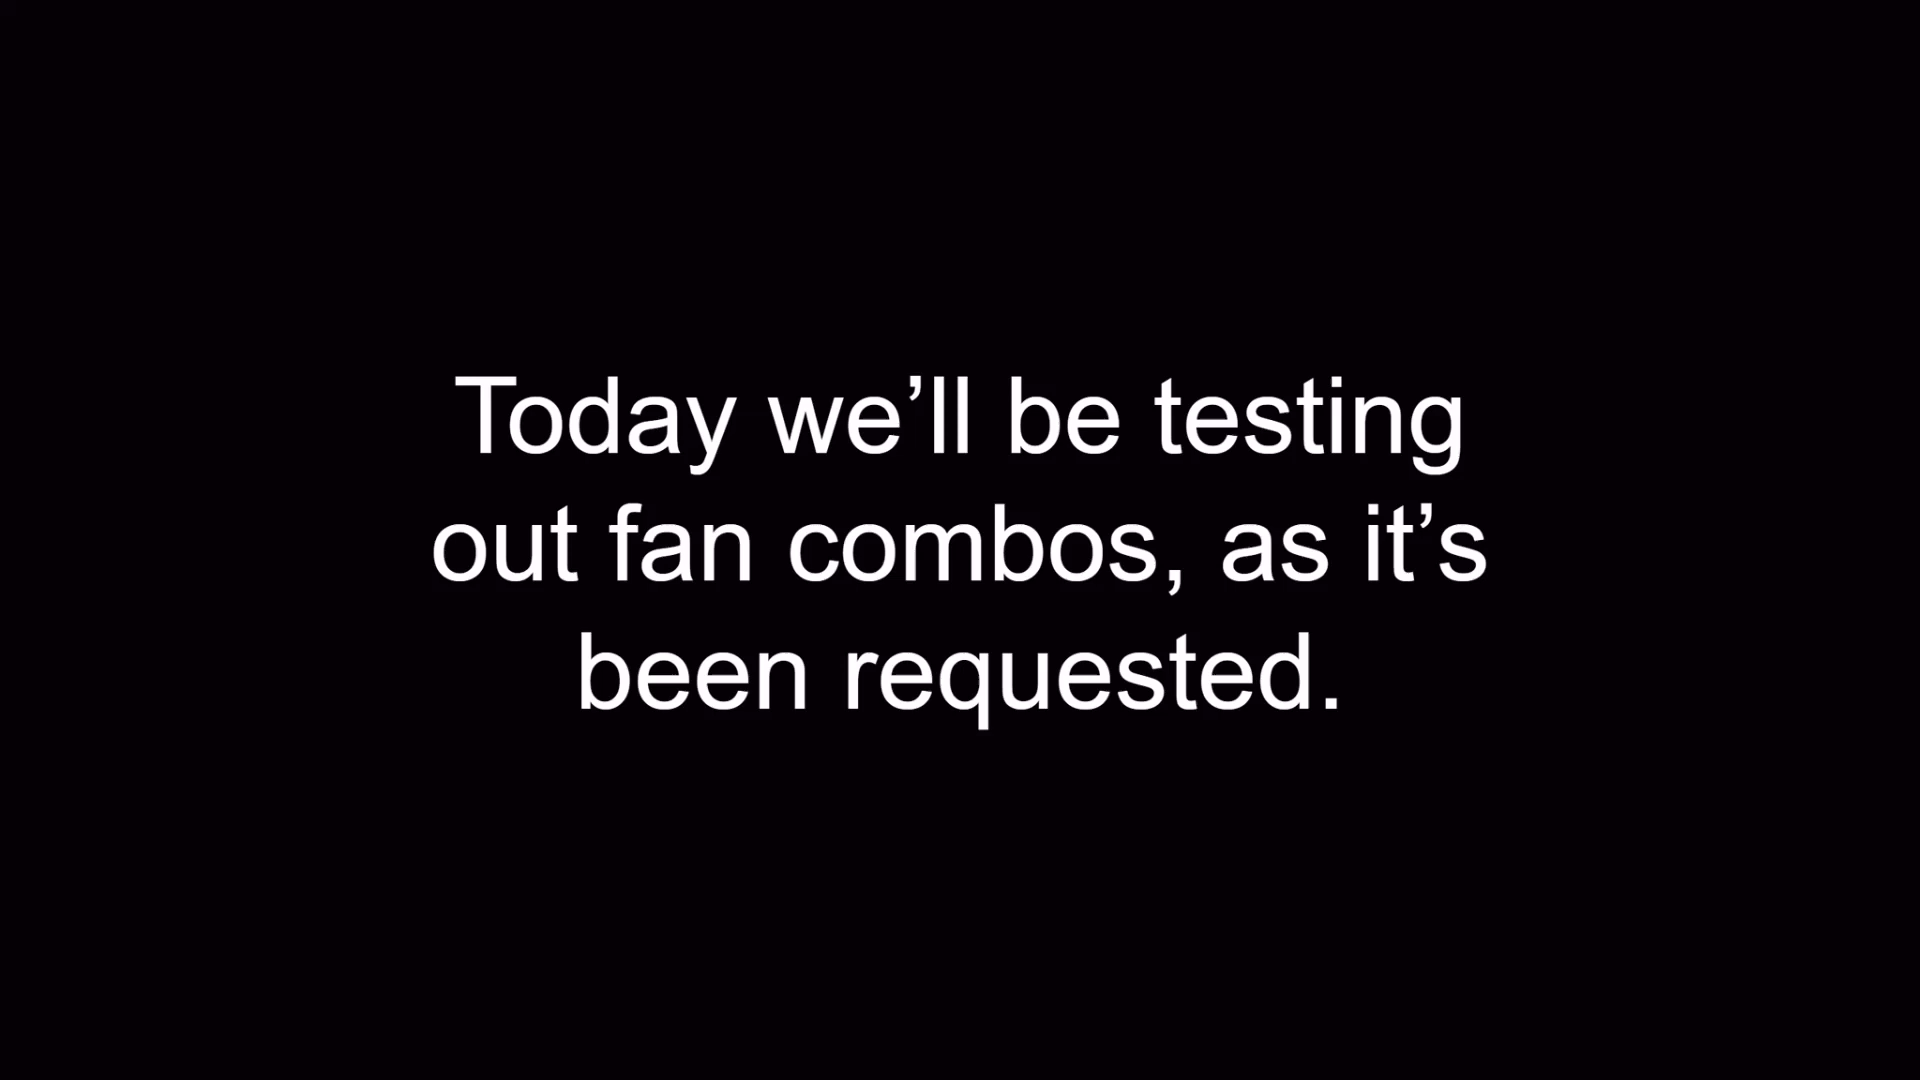 Today we’ll be testing
out fan combos, as it’s
been requested.